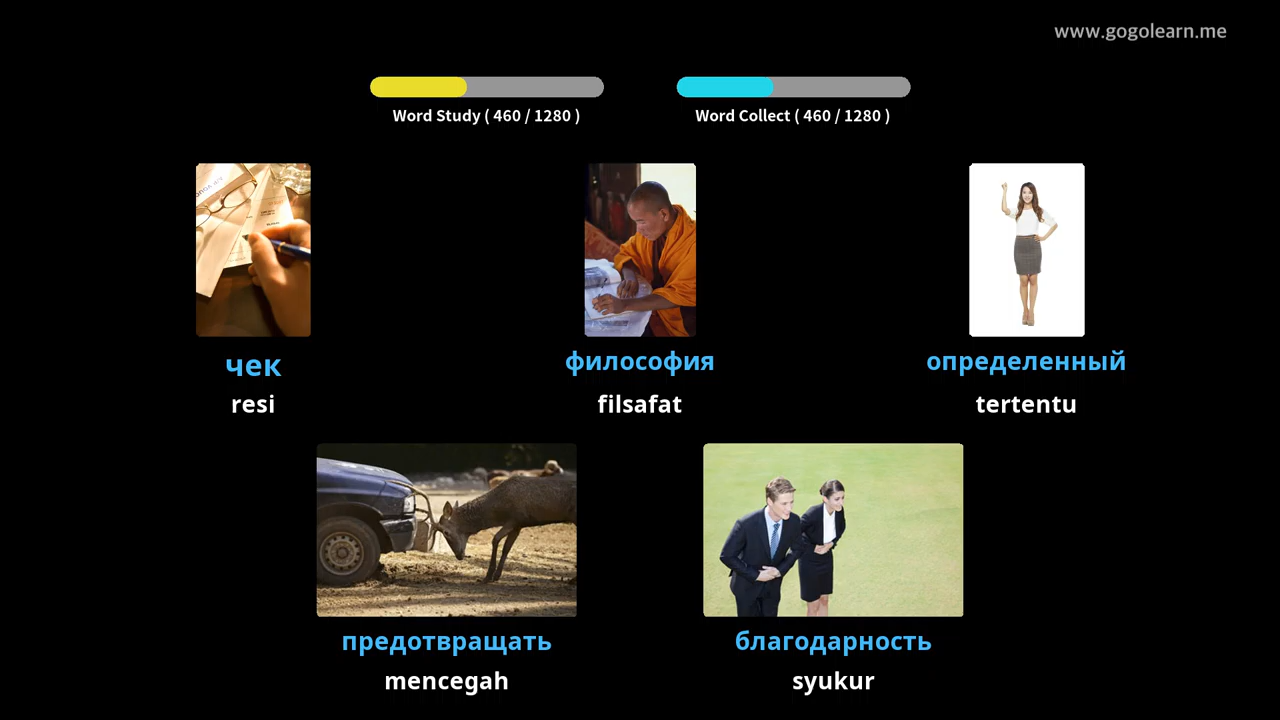 www.gogolearn.me
Word Study ( 460 / 1280 )
Word Collect ( 460 / 1280 )
чек
resi
философия
filsafat
определенный
tertentu
предотвращать
mencegah
благодарность
syukur